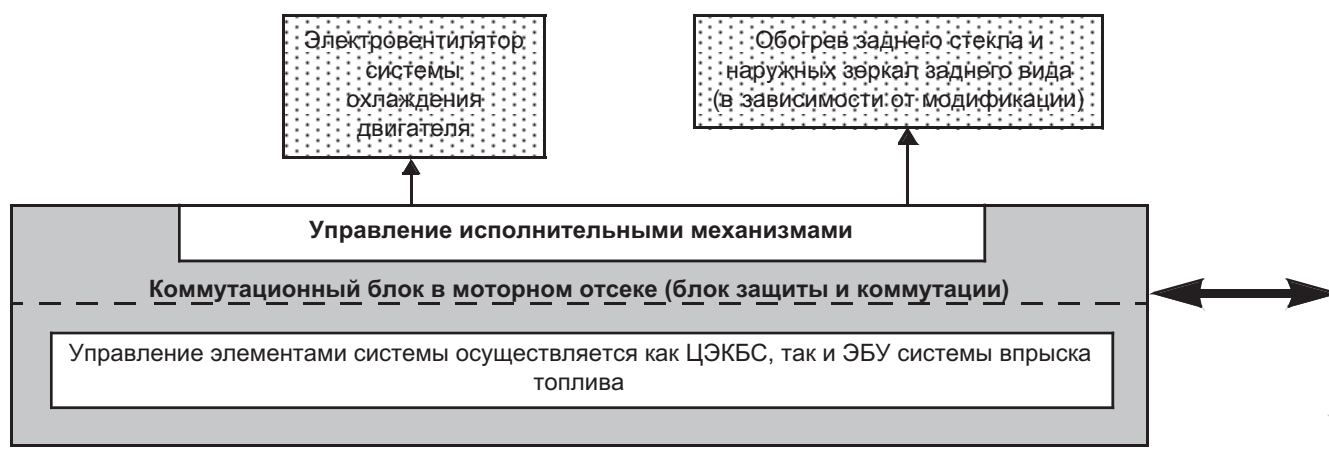 Электровентилятор
системы
охлаждения
двигателя
Обогрев заднего стекла и
наружных зеркал заднего вида
(в зависимости от модификации)
Управление исполнительными механизмами
Коммутационный блок в моторном отсеке (блок защиты и коммутации)
Управление элементами системы осуществляется как ЦЭКБС, так и ЭБУ системы впрыска
топлива